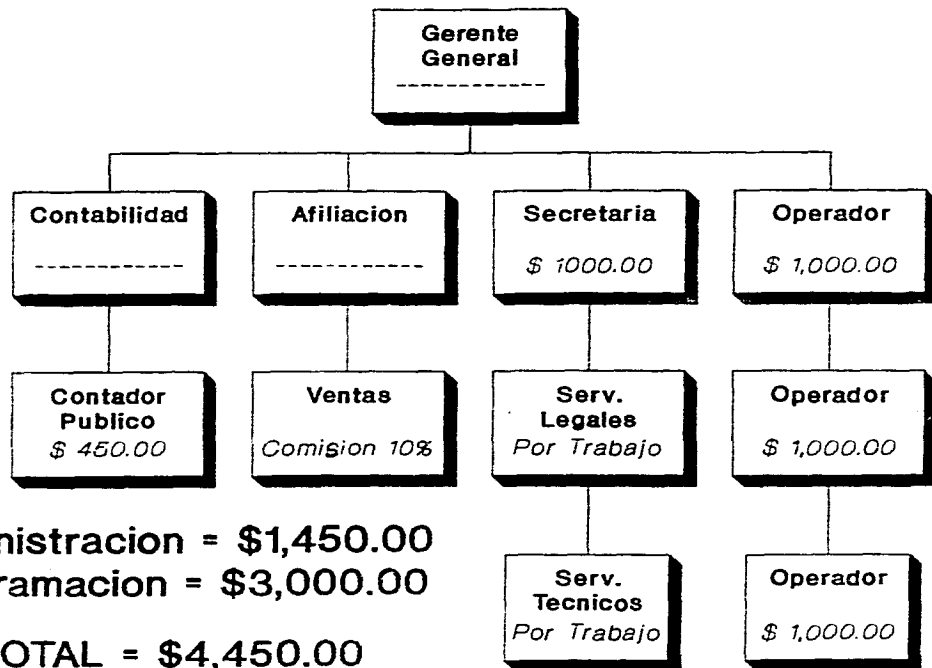 Gerente
General
------------
Contabilidad
------------
Afiliacion
------------
Secretaria
$ 1000.00
Operador
$ 1,000.00
Contador
Publico
$ 450.00
Ventas
Comision 10%
Serv.
Legales
Por Trabajo
Operador
$ 1,000.00
nistracion = $1,450.00
ramacion = $3,000.00
OTAL = $4,450.00
Serv.
Tecnicos
Por Trabajo
Operador
$ 1,000.00